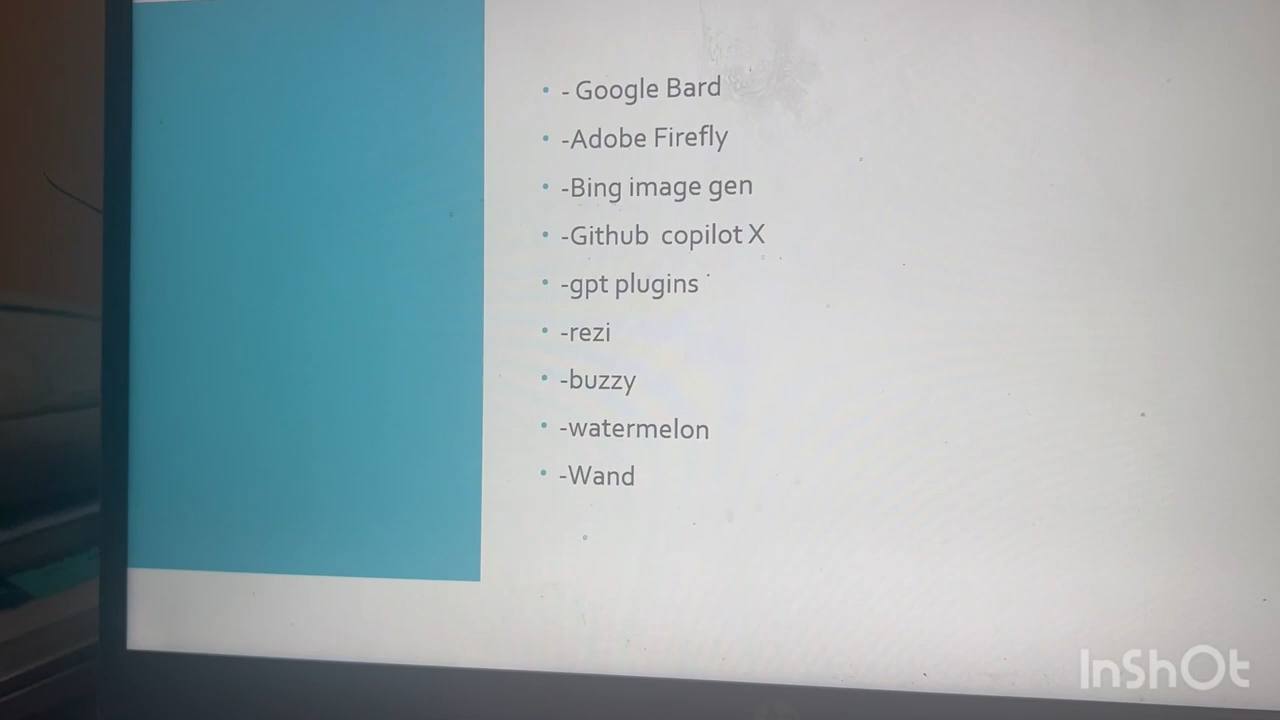 • - Google Bard
• -Adobe Firefly
• -Bing image gen
• -Github copilot X
• -gpt plugins
• -rezi
• -buzzy
• -watermelon
• -Wand
InShOt